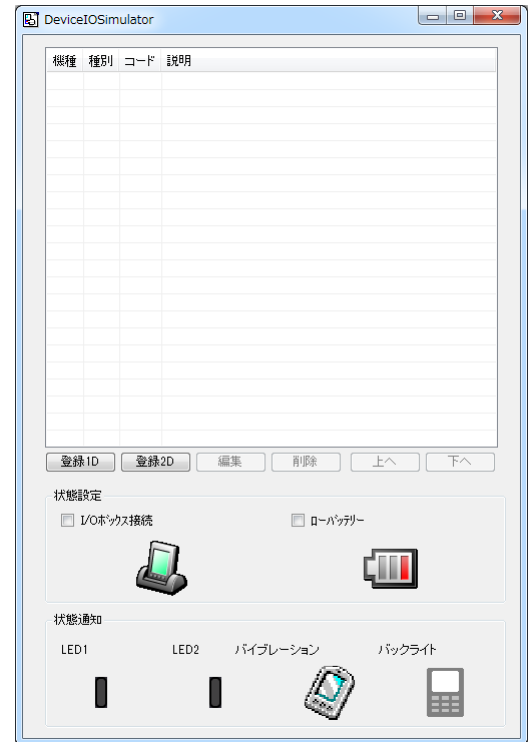 DeviceIOSimulator
機種 種別 コード 説明
登録1D 登録2D 編集 削除 上へ 下へ
状態設定
I/Oボックス接続 ローバッテリー
状態通知
LED1 LED2 バイブレーション バックライト